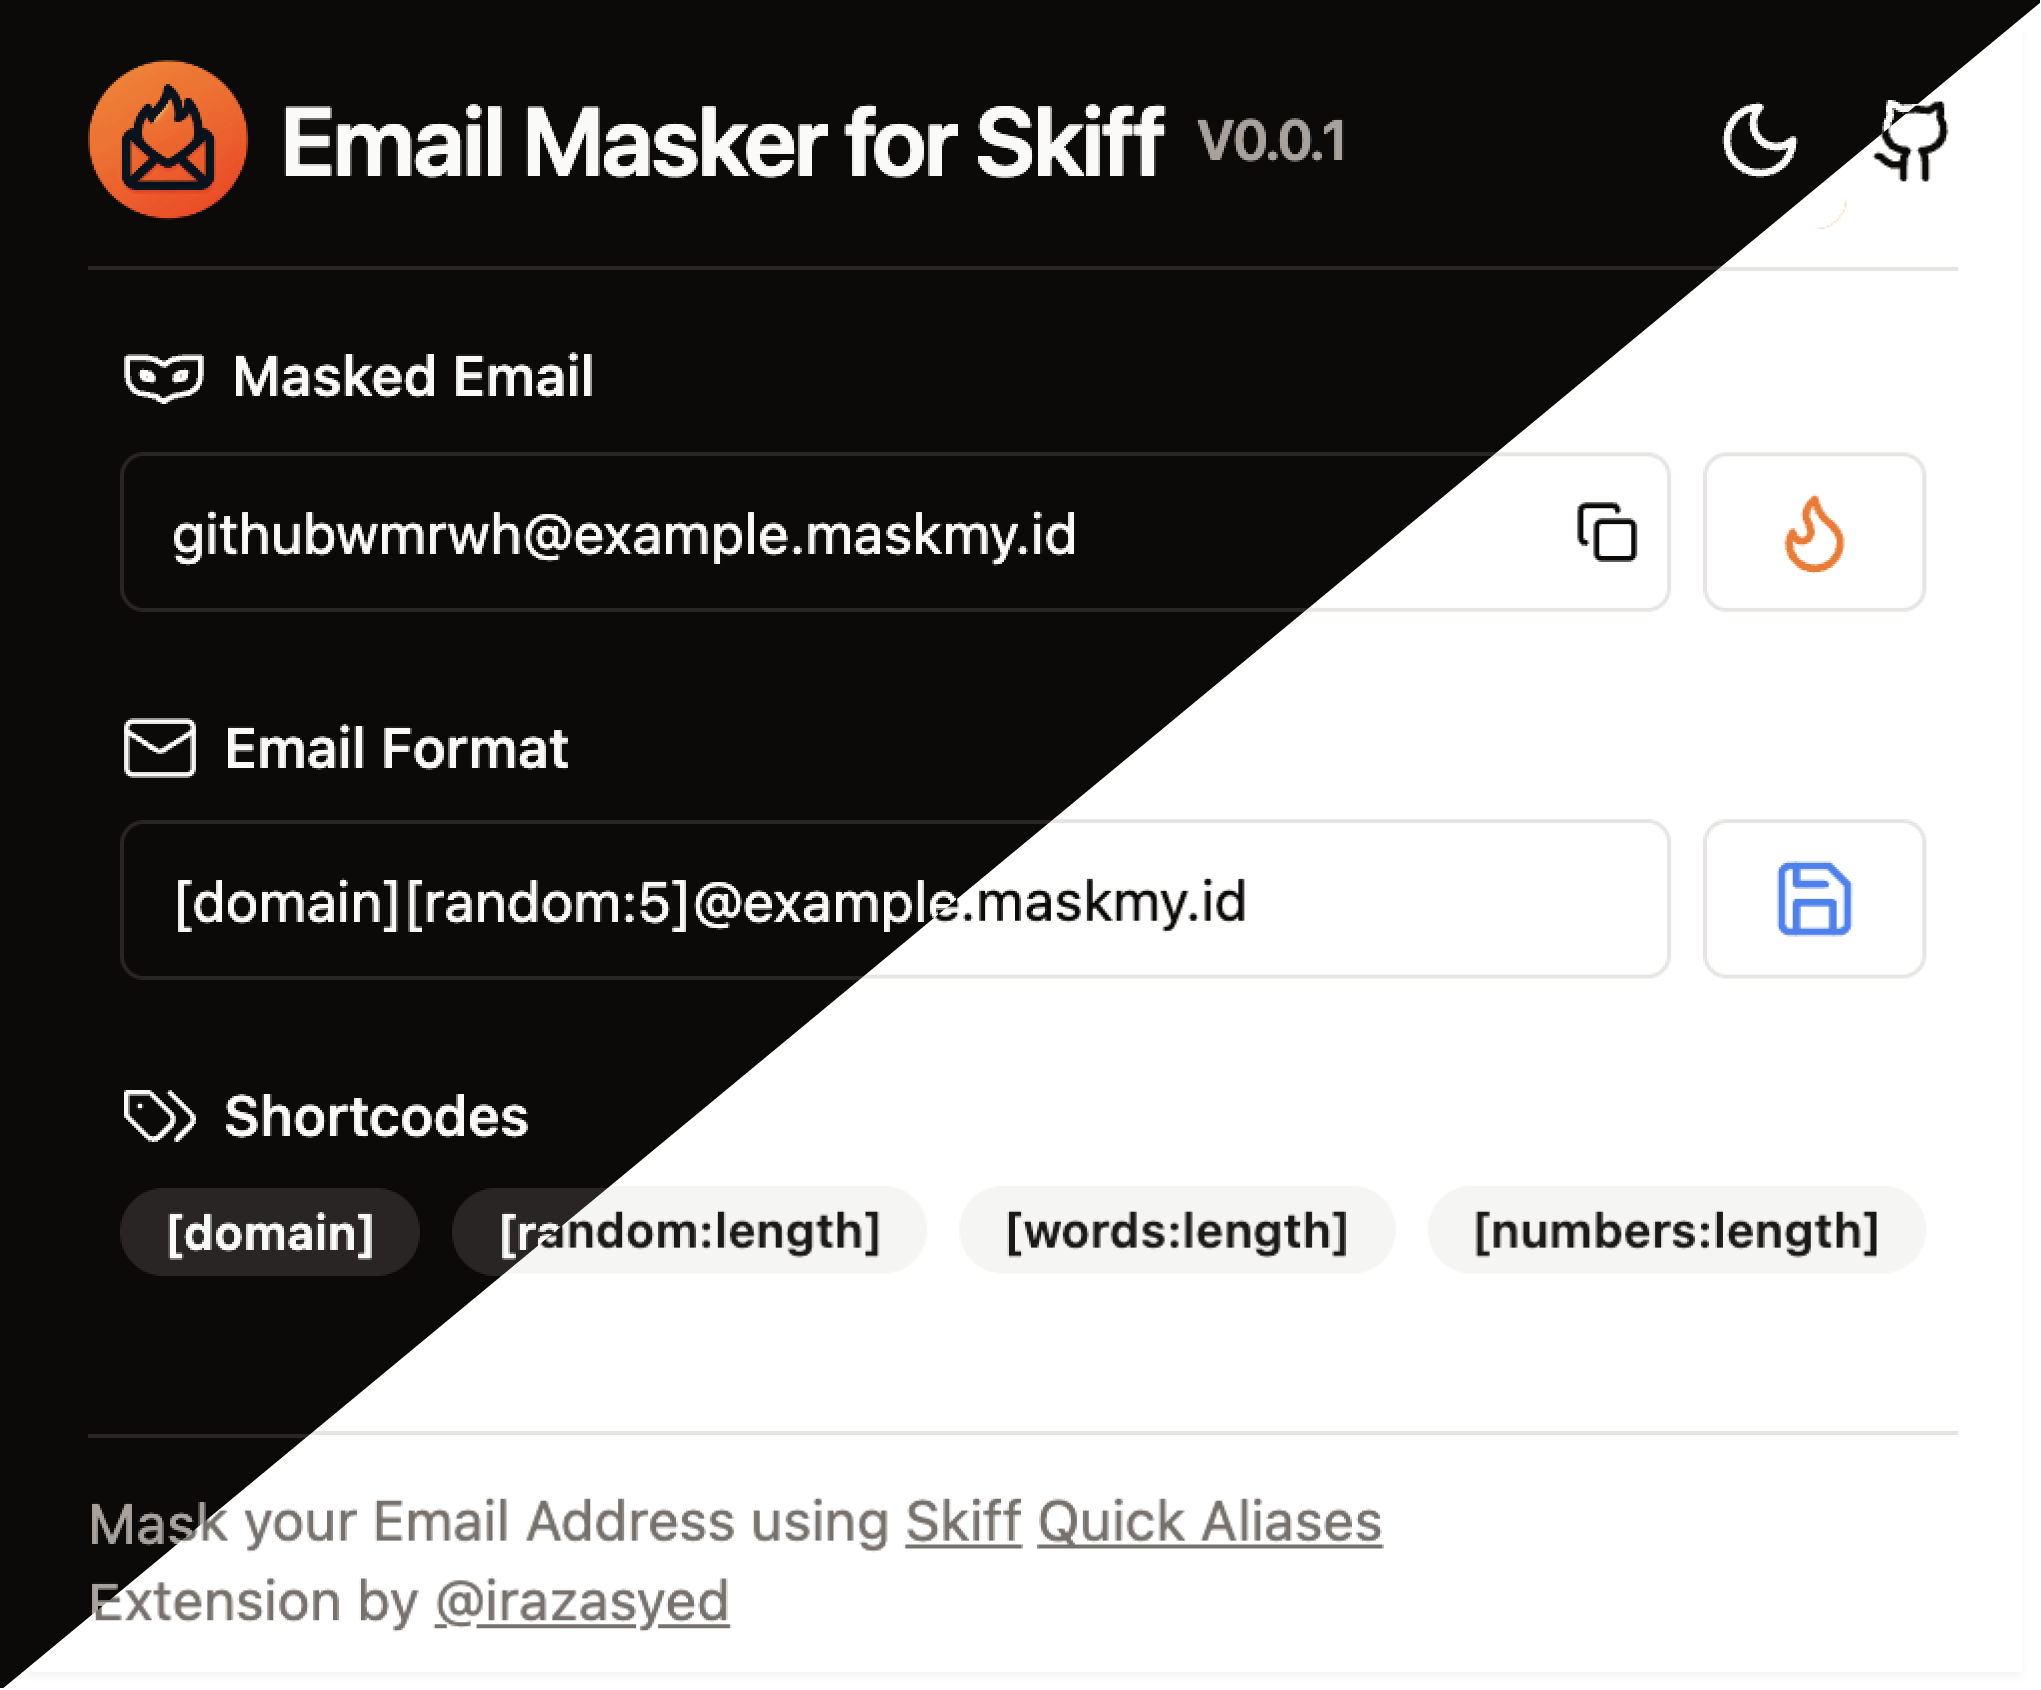 Email Masker for Skiff V0.0.1
Masked Email
githubwmrwh@example.maskmy.id
Email Format
[domain][random:5]@example.maskmy.id
Shortcodes
[domain] [random:length] [words:length] [numbers:length]
Mask your Email Address using Skiff Quick Aliases
Extension by @irazasyed